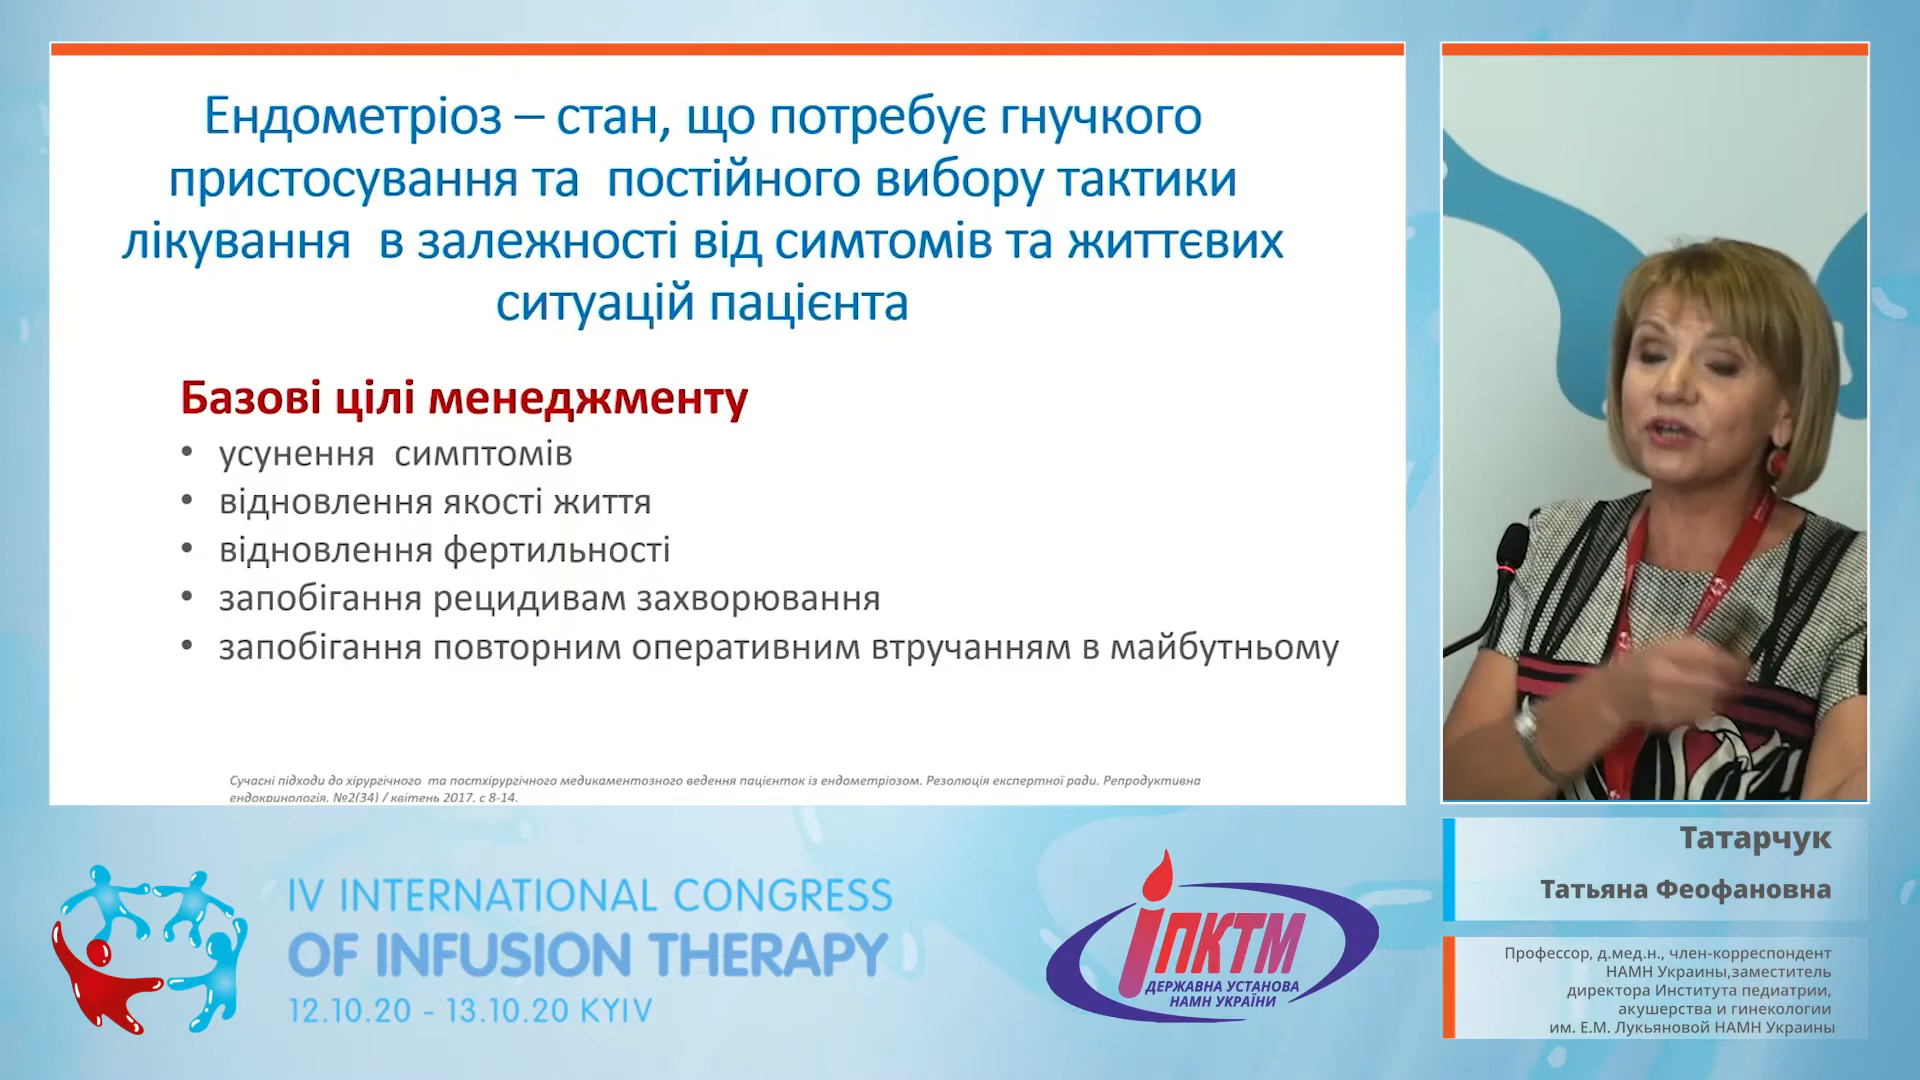 Ендометріоз – стан, що потребує гнучкого
пристосування та постійного вибору тактики
лікування в залежності від симтомів та життєвих
ситуацій пацієнта
Базові цілі менеджменту
• усунення симптомів
• відновлення якості життя
• відновлення фертильності
• запобігання рецидивам захворювання
• запобігання повторним оперативним втручанням в майбутньому
Сучасні підходи до хірургічного та постхірургічного медикаментозного ведення пацієнток із ендометріозом. Резолюція експертної ради. Репродуктивна
ендокринологія. №2(34) / квітень 2017. с 8-14.
IV INTERNATIONAL CONGRESS
OF INFUSION THERAPY
12.10.20 - 13.10.20 KYIV
іПКТМ
ДЕРЖАВНА УСТАНОВА
НАМН УКРАЇНИ
Татарчук
Татьяна Феофановна
Профессор, д.мед.н., член-корреспондент
НАМН Украины,заместитель
директора Института педиатрии,
акушерства и гинекологии
им. Е.М. Лукьяновой НАМН Украины